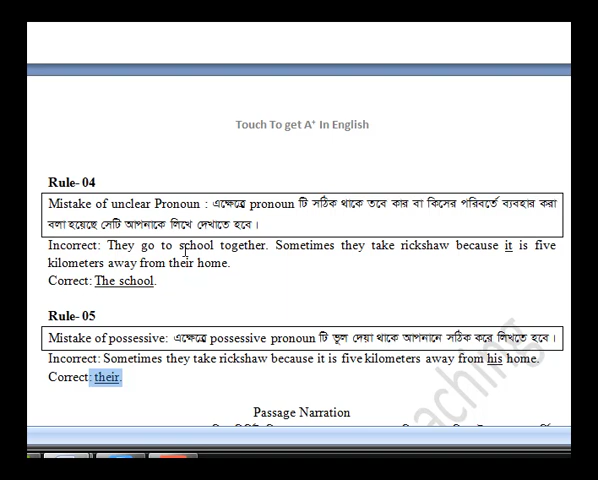 Touch To get A+ In English
Rule- 04
Mistake of unclear Pronoun : এক্ষেত্রে pronoun টি সঠিক থাকে তবে কার বা কিসের পরিবর্তে ব্যবহার করা
বলা হয়েছে সেটি আপনাকে লিখে দেখাতে হবে।
Incorrect: They go to school together. Sometimes they take rickshaw because it is five
kilometers away from their home.
Correct: The school.
Rule- 05
Mistake of possessive: এক্ষেত্রে possessive pronoun টি ভুল দেয়া থাকে আপনানে সঠিক করে লিখতে হবে।
Incorrect: Sometimes they take rickshaw because it is five kilometers away from his home.
Correct: their.
aching
Passage Narration